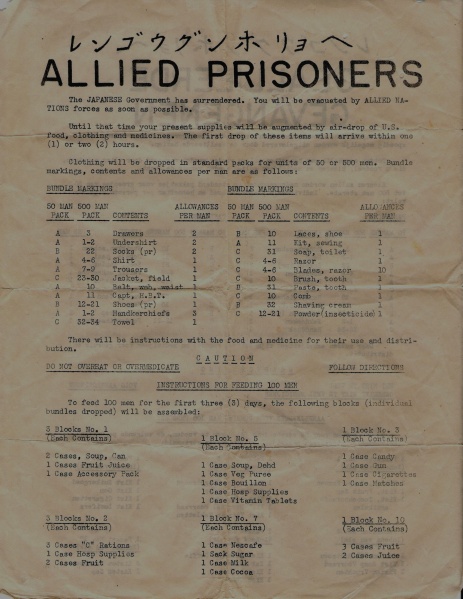 レンゴウグンホリョヘ
ALLIED PRISONERS
The JAPANESE Government has surrendered. You will be evacuated by ALLIED NA-
TIONS forces as soon as possible.
Until that time your present supplies will be augmented by air-drop of U.S.
food, clothing and medicines. The first drop of these items will arrive within one
(1) or two (2) hours.
Clothing will be dropped in standard packs for units of 50 or 500 men. Bundle
markings, contents and allowances per man are as follows:
BUNDLE MARKINGS BUNDLE MARKINGS
50 MAN 500 MAN ALLOWANCES 50 MAN 500 MAN ALLOWANCES
PACK PACK CONTENTS PER MAN PACK PACK CONTENTS PER MAN
A 3 Drawers 2 B 10 Laces, shoe 1
A 1-2 Undershirt 2 A 11 Kit, sewing 1
B 22 Socks (pr) 2 C 31 Soap, toilet 1
A 4-6 Shirt 1 C 4-6 Razor 1
A 7-9 Trousers 1 C 4-6 Blades, razor 10
C 23-30 Jacket, field 1 C 10 Brush, tooth 1
A 10 Belt, web, waist 1 B 31 Paste, tooth 1
A 11 Capt, H.B.T. 1 C 10 Comb 1
B 12-21 Shoes (pr) 1 B 32 Shaving cream 1
A 1-2 Handkerchiefs 3 C 12-21 Powder(insecticide) 1
C 32-34 Towel 1
There will be instructions with the food and medicine for their use and distri-
bution.
CAUTION
DO NOT OVEREAT OR OVERMEDICATE FOLLOW DIRECTIONS
INSTRUCTIONS FOR FEEDING 100 MEN
To feed 100 men for the first three (3) days, the following blocks (individual
bundles dropped) will be assembled:
3 Blocks No. 1 1 Block No. 5 1 Block No. 3
(Each Contains) (Each Contains) (Each Contains)
2 Cases, Soup, Can 1 Case Soup, Dehd 1 Case Candy
1 Cases Fruit Juice 1 Case Veg Puree 1 Case Gum
1 Case Accessory Pack 1 Case Bouillon 1 Case Cigarettes
1 Case Hosp Supplies 1 Case Matches
1 Case Vitamin Tablets
3 Blocks No. 2 1 Block No. 7 1 Block No. 10
(Each Contains) (Each Contains) (Each Contains)
3 Cases "C" Rations 1 Case Nescafe 3 Cases Fruit
1 Case Hosp Supplies 1 Sack Sugar 2 Cases Juice
2 Cases Fruit 1 Case Milk
1 Case Cocoa